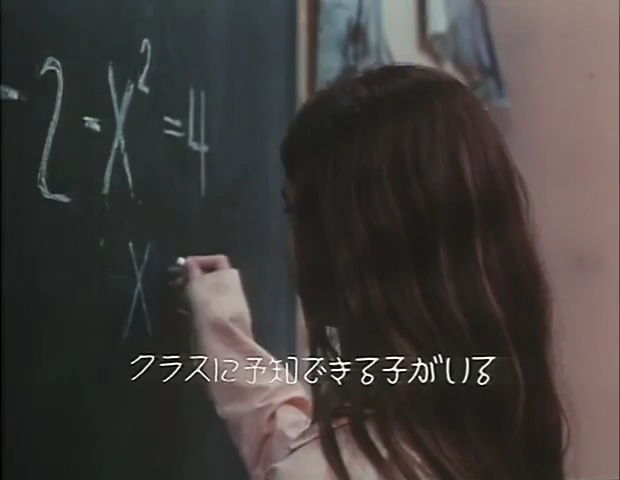 - 2 - x² = 4
x
クラスに予知できる子がいる